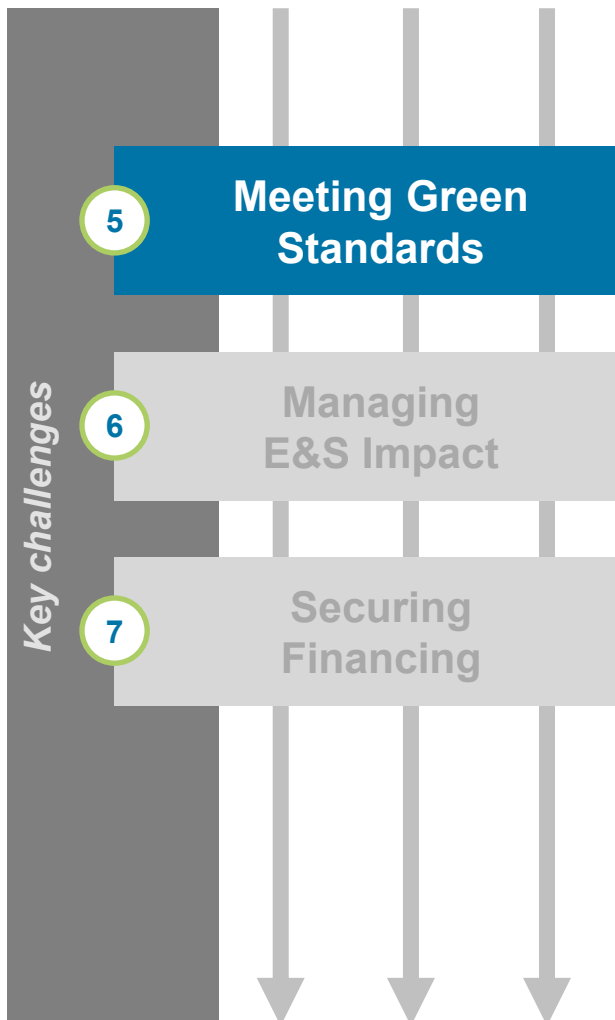 Key challenges
5
Meeting Green
Standards
6
Managing
E&S Impact
7
Securing
Financing